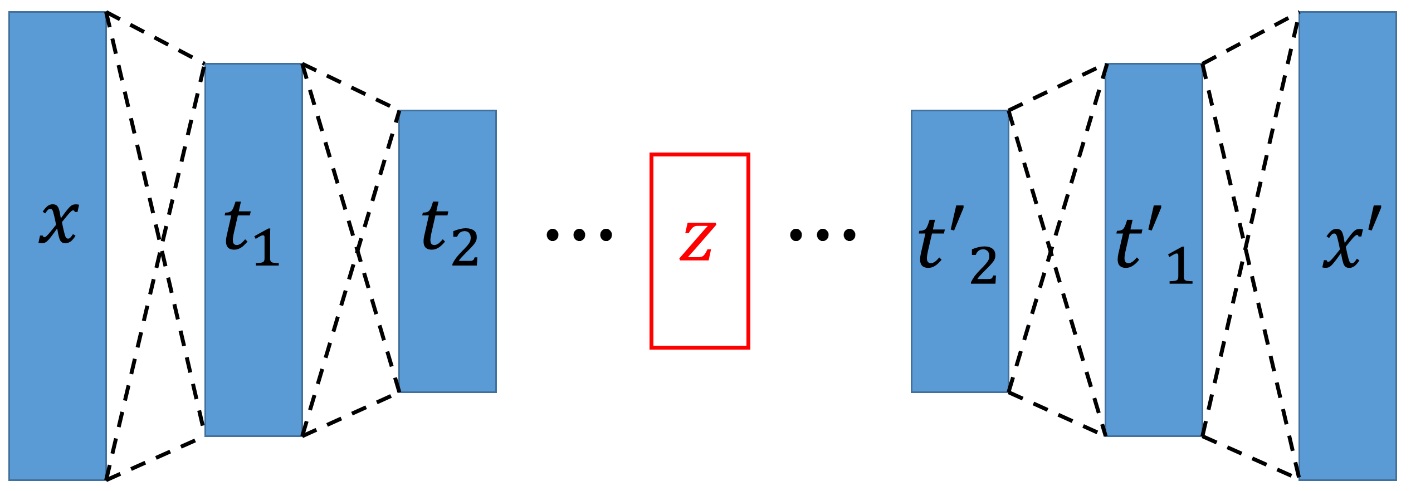 x t₁ t₂ ... z ... t'₂ t'₁ x'